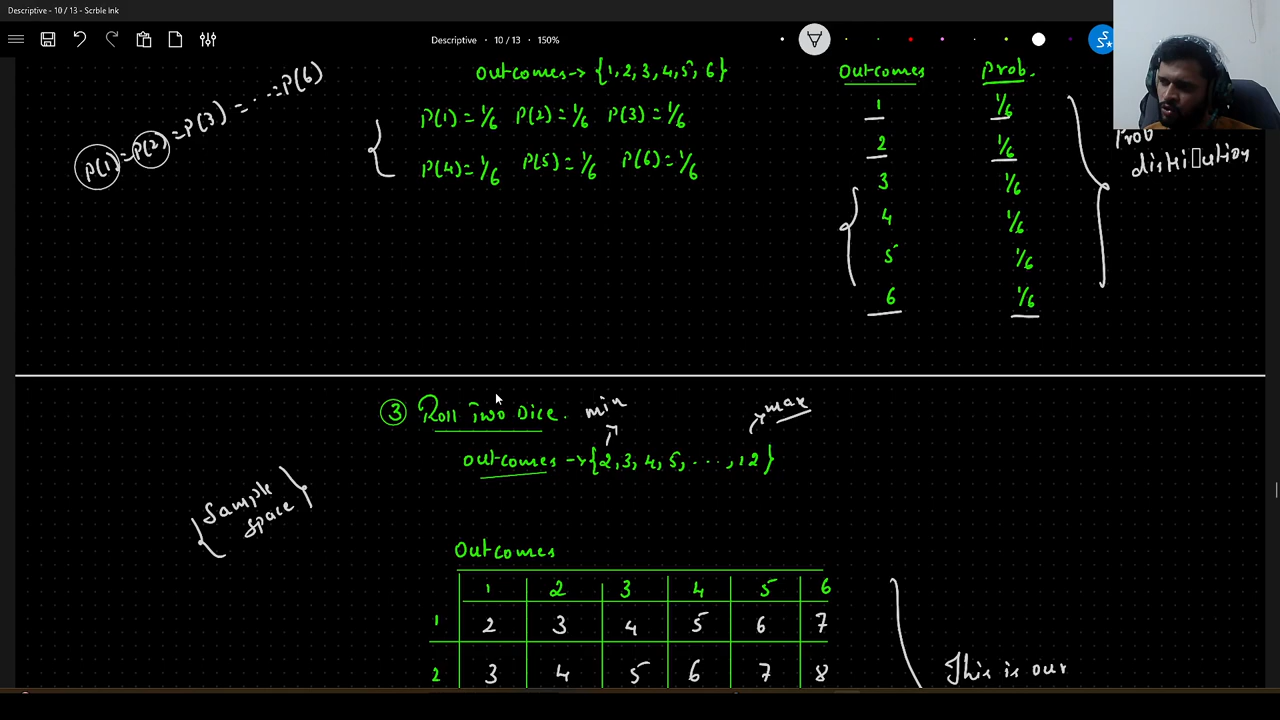 Descriptive - 10 / 13 - Scrble Ink
Descriptive • 10 / 13 • 150%
Outcomes → {1, 2, 3, 4, 5, 6}
P(1) = 1/6 P(2) = 1/6 P(3) = 1/6
P(4) = 1/6 P(5) = 1/6 P(6) = 1/6
P(1) = P(2) = P(3) = ... = P(6)
Outcomes Prob.
1 1/6
2 1/6
3 1/6
4 1/6
5 1/6
6 1/6
Prob
③ Roll Two Dice. min max
outcomes → {2, 3, 4, 5, ..., 12}
Sample
space
Outcomes
1 2 3 4 5 6
1 2 3 4 5 6 7
2 3 4 5 6 7 8
This is our